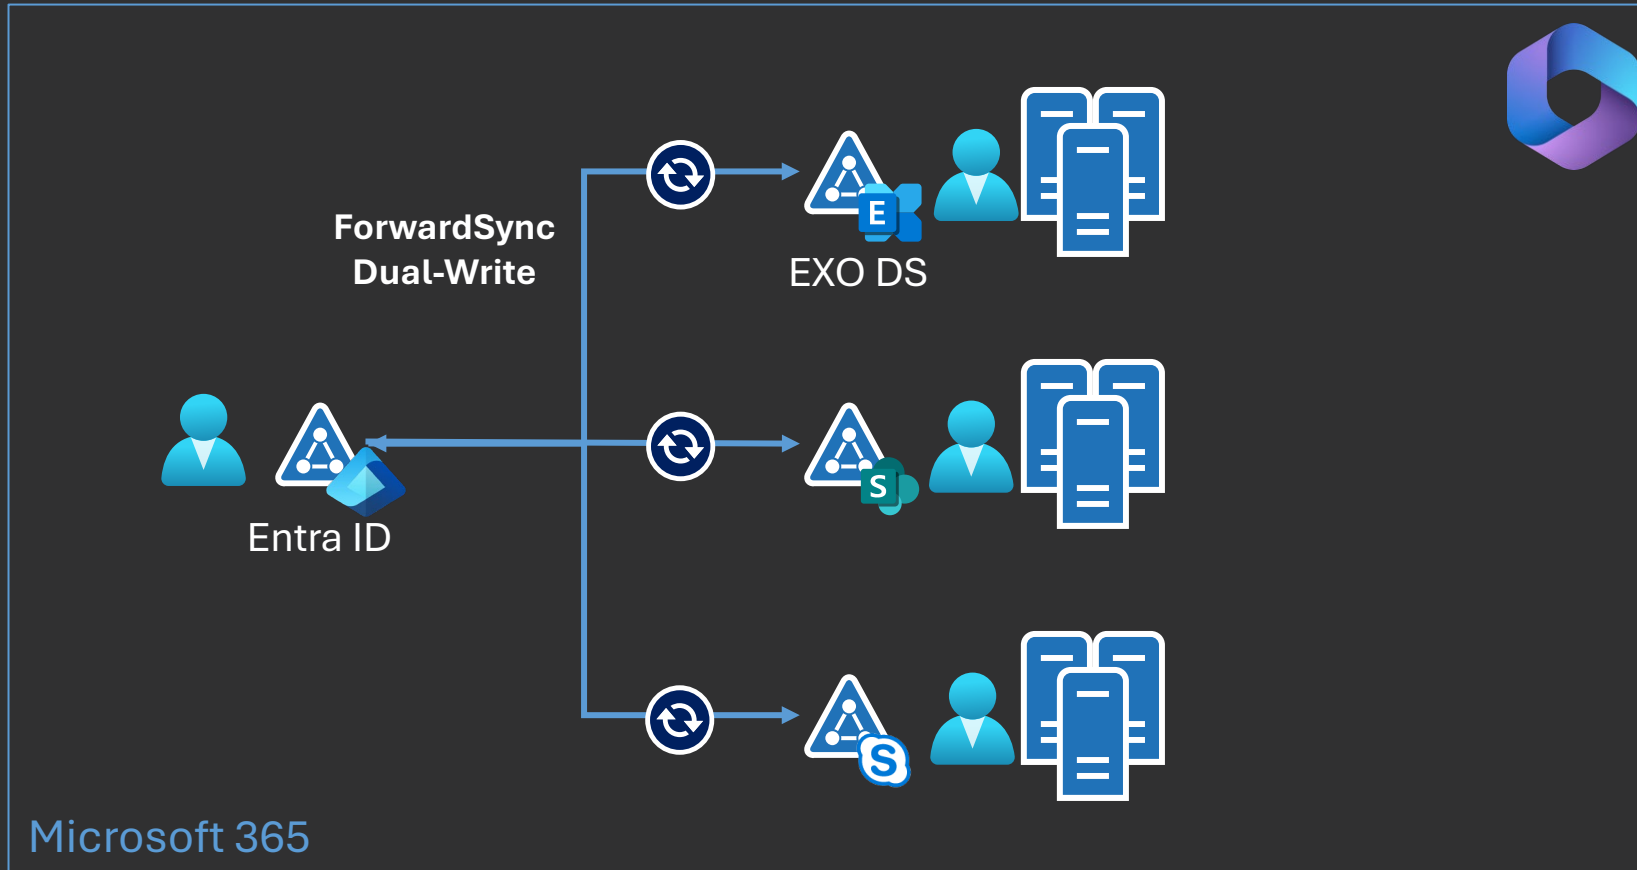 ForwardSync
Dual-Write
E
EXO DS
S
Entra ID
S
Microsoft 365